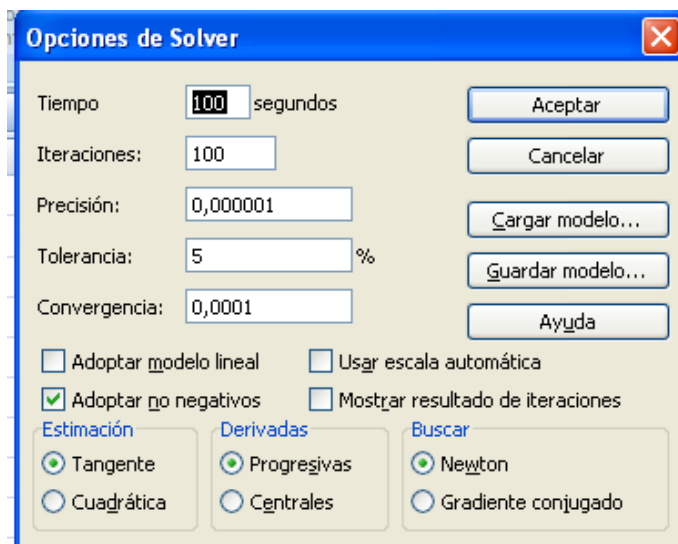 Opciones de Solver
Tiempo 100 segundos
Aceptar
Iteraciones: 100
Cancelar
Precisión: 0,000001
Cargar modelo...
Tolerancia: 5 %
Guardar modelo...
Convergencia: 0,0001
Ayuda
Adoptar modelo lineal Usar escala automática
Adoptar no negativos Mostrar resultado de iteraciones
Estimación Derivadas Buscar
Tangente Progresivas Newton
Cuadrática Centrales Gradiente conjugado